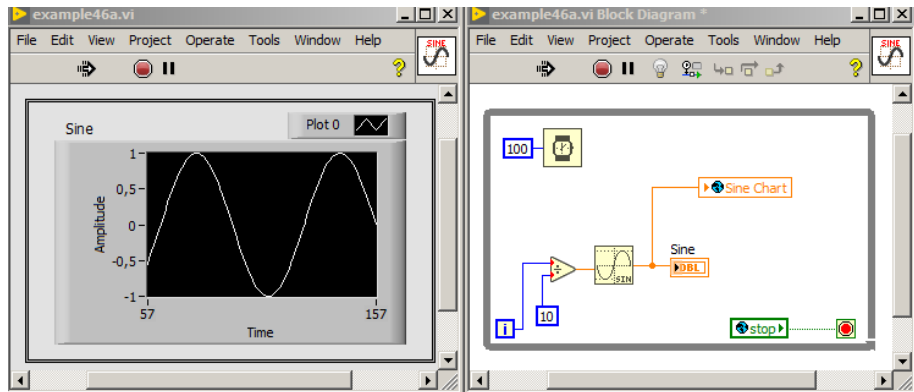 example46a.vi
File Edit View Project Operate Tools Window Help
SINE
Sine
Plot 0
1
0,5
0
-0,5
-1
Amplitude
57
157
Time
example46a.vi Block Diagram *
File Edit View Project Operate Tools Window Help
SINE
100
Sine Chart
Sine
DBL
SIN
10
i
stop